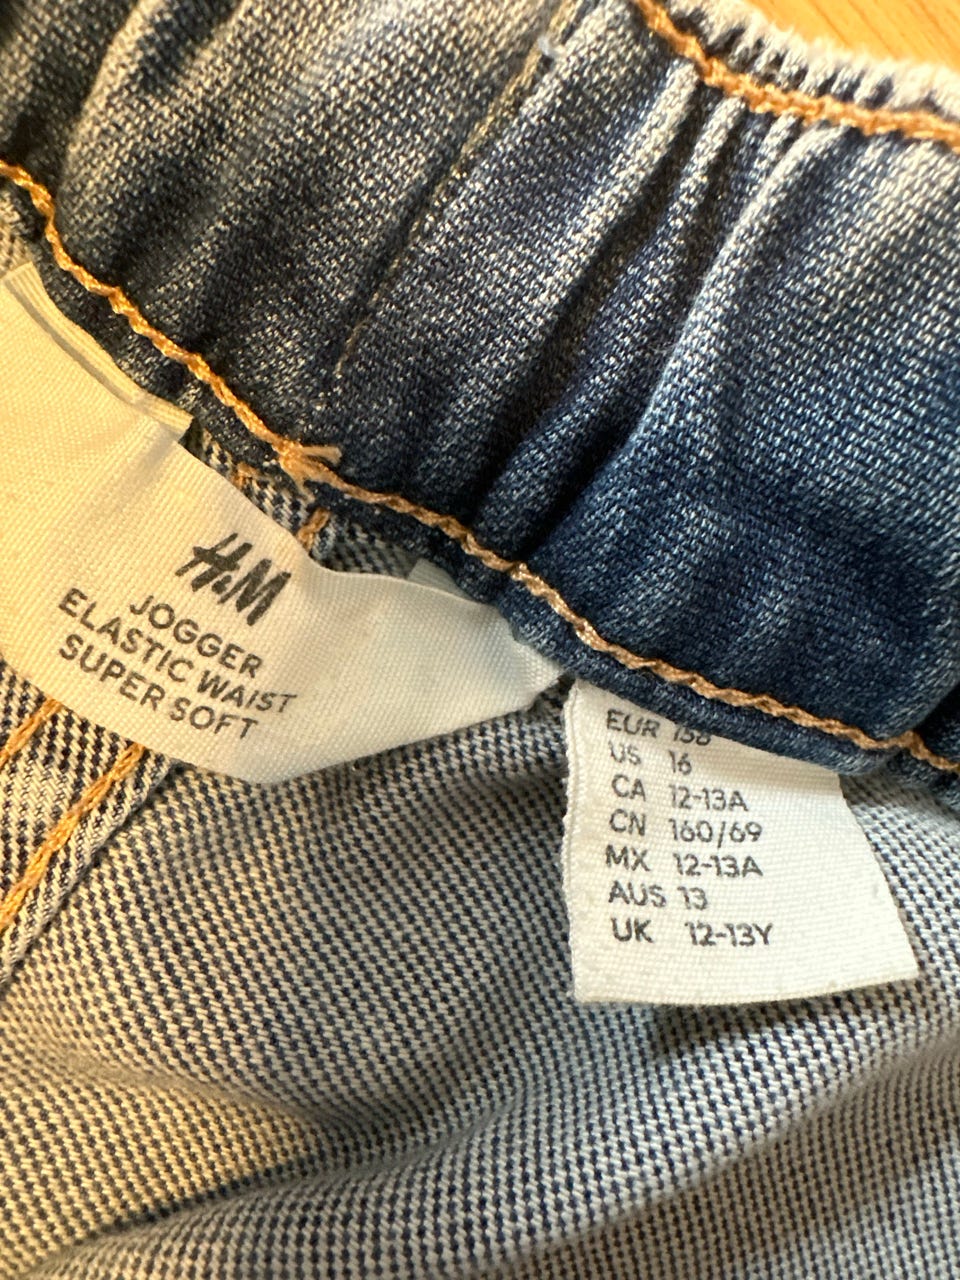 H&M
JOGGER
ELASTIC WAIST
SUPER SOFT
EUR 158
US 16
CA 12-13A
CN 160/69
MX 12-13A
AUS 13
UK 12-13Y